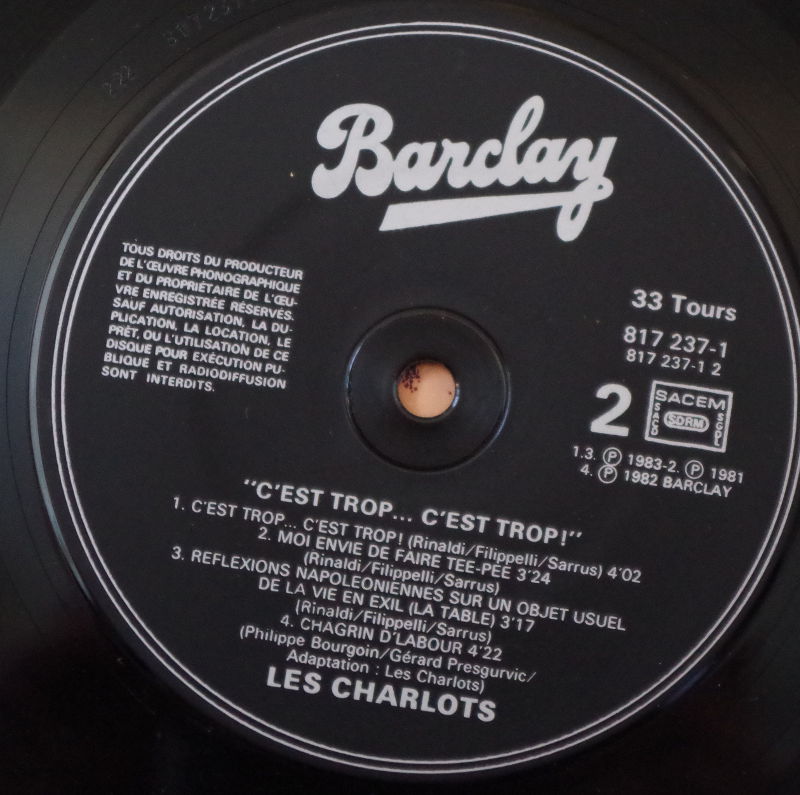 Barclay
TOUS DROITS DU PRODUCTEUR
DE L'ŒUVRE PHONOGRAPHIQUE
ET DU PROPRIÉTAIRE DE L'ŒU-
VRE ENREGISTRÉE RÉSERVÉS.
SAUF AUTORISATION, LA DU-
PLICATION, LA LOCATION, LE
PRÊT, OU L'UTILISATION DE CE
DISQUE POUR EXÉCUTION PU-
BLIQUE ET RADIODIFFUSION
SONT INTERDITS.
33 Tours
817 237-1
817 237-1 2
2
SACEM
SACD
SDRM
SGDL
1.3. Ⓟ 1983-2. Ⓟ 1981
4. Ⓟ 1982 BARCLAY
"C'EST TROP... C'EST TROP!"
1. C'EST TROP... C'EST TROP! (Rinaldi/Filippelli/Sarrus) 4'02
2. MOI ENVIE DE FAIRE TEE-PEE 3'24
(Rinaldi/Filippelli/Sarrus)
3. REFLEXIONS NAPOLEONIENNES SUR UN OBJET USUEL
DE LA VIE EN EXIL (LA TABLE) 3'17
(Rinaldi/Filippelli/Sarrus)
4. CHAGRIN D'LABOUR 4'22
(Philippe Bourgoin/Gérard Presgurvic/
Adaptation : Les Charlots)
LES CHARLOTS